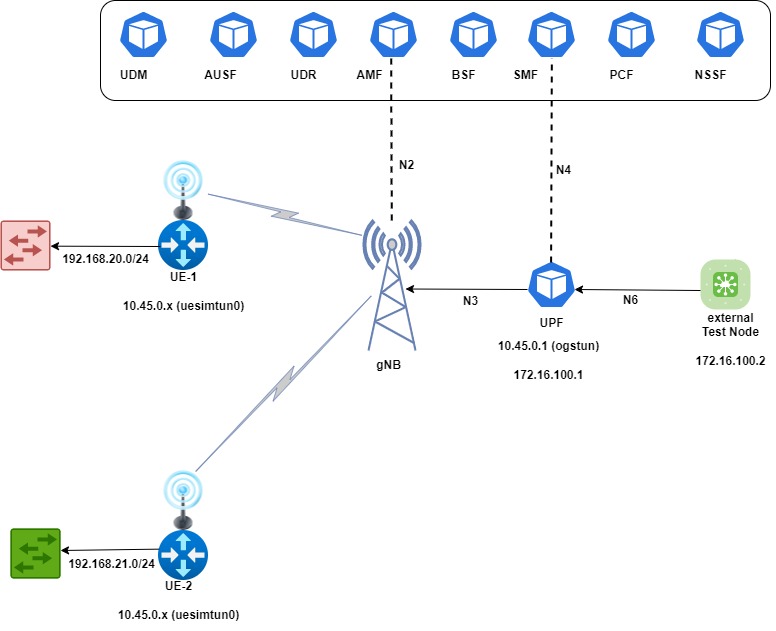 UDM
AUSF
UDR
AMF
BSF
SMF
PCF
NSSF
N2
N4
192.168.20.0/24
UE-1
10.45.0.x (uesimtun0)
N3
N6
gNB
UPF
10.45.0.1 (ogstun)
172.16.100.1
external
Test Node
172.16.100.2
192.168.21.0/24
UE-2
10.45.0.x (uesimtun0)